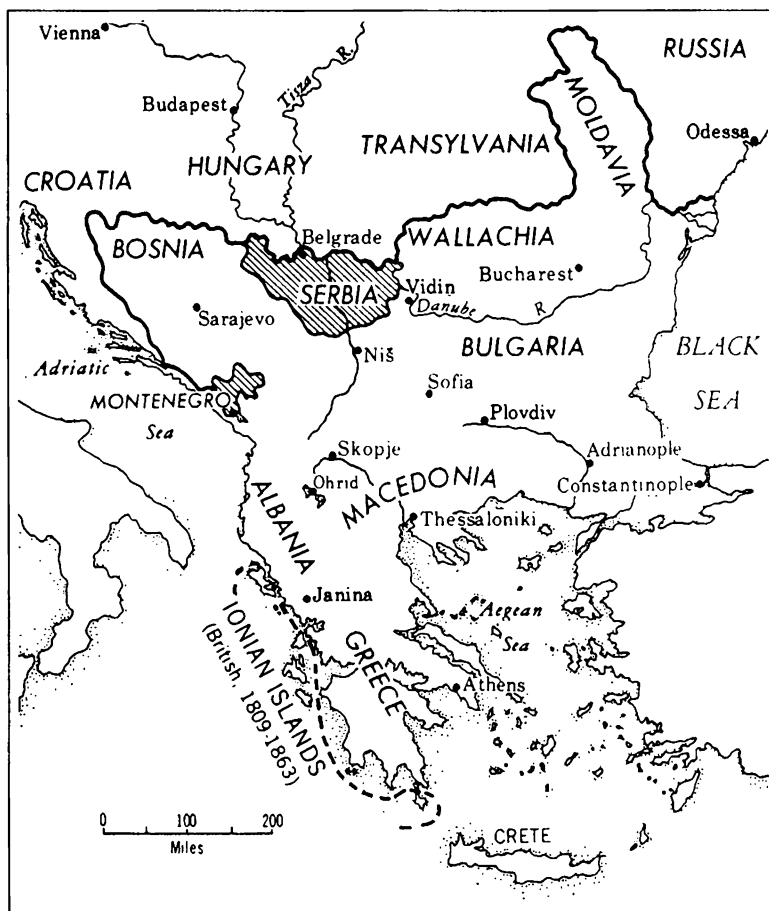 Vienna
RUSSIA
Tisza R.
Budapest
MOLDAVIA
Odessa
TRANSYLVANIA
HUNGARY
CROATIA
BOSNIA
Belgrade
WALLACHIA
SERBIA
Vidin
Bucharest
Danube R
Sarajevo
Niš
BULGARIA
BLACK
SEA
Adriatic
Sea
Sofia
MONTENEGRO
Plovdiv
Skopje
Adrianople
Ohrid
MACEDONIA
Constantinople
ALBANIA
Thessaloniki
Janina
Aegean
Sea
IONIAN ISLANDS
(British, 1809-1863)
GREECE
Athens
0 100 200
Miles
CRETE